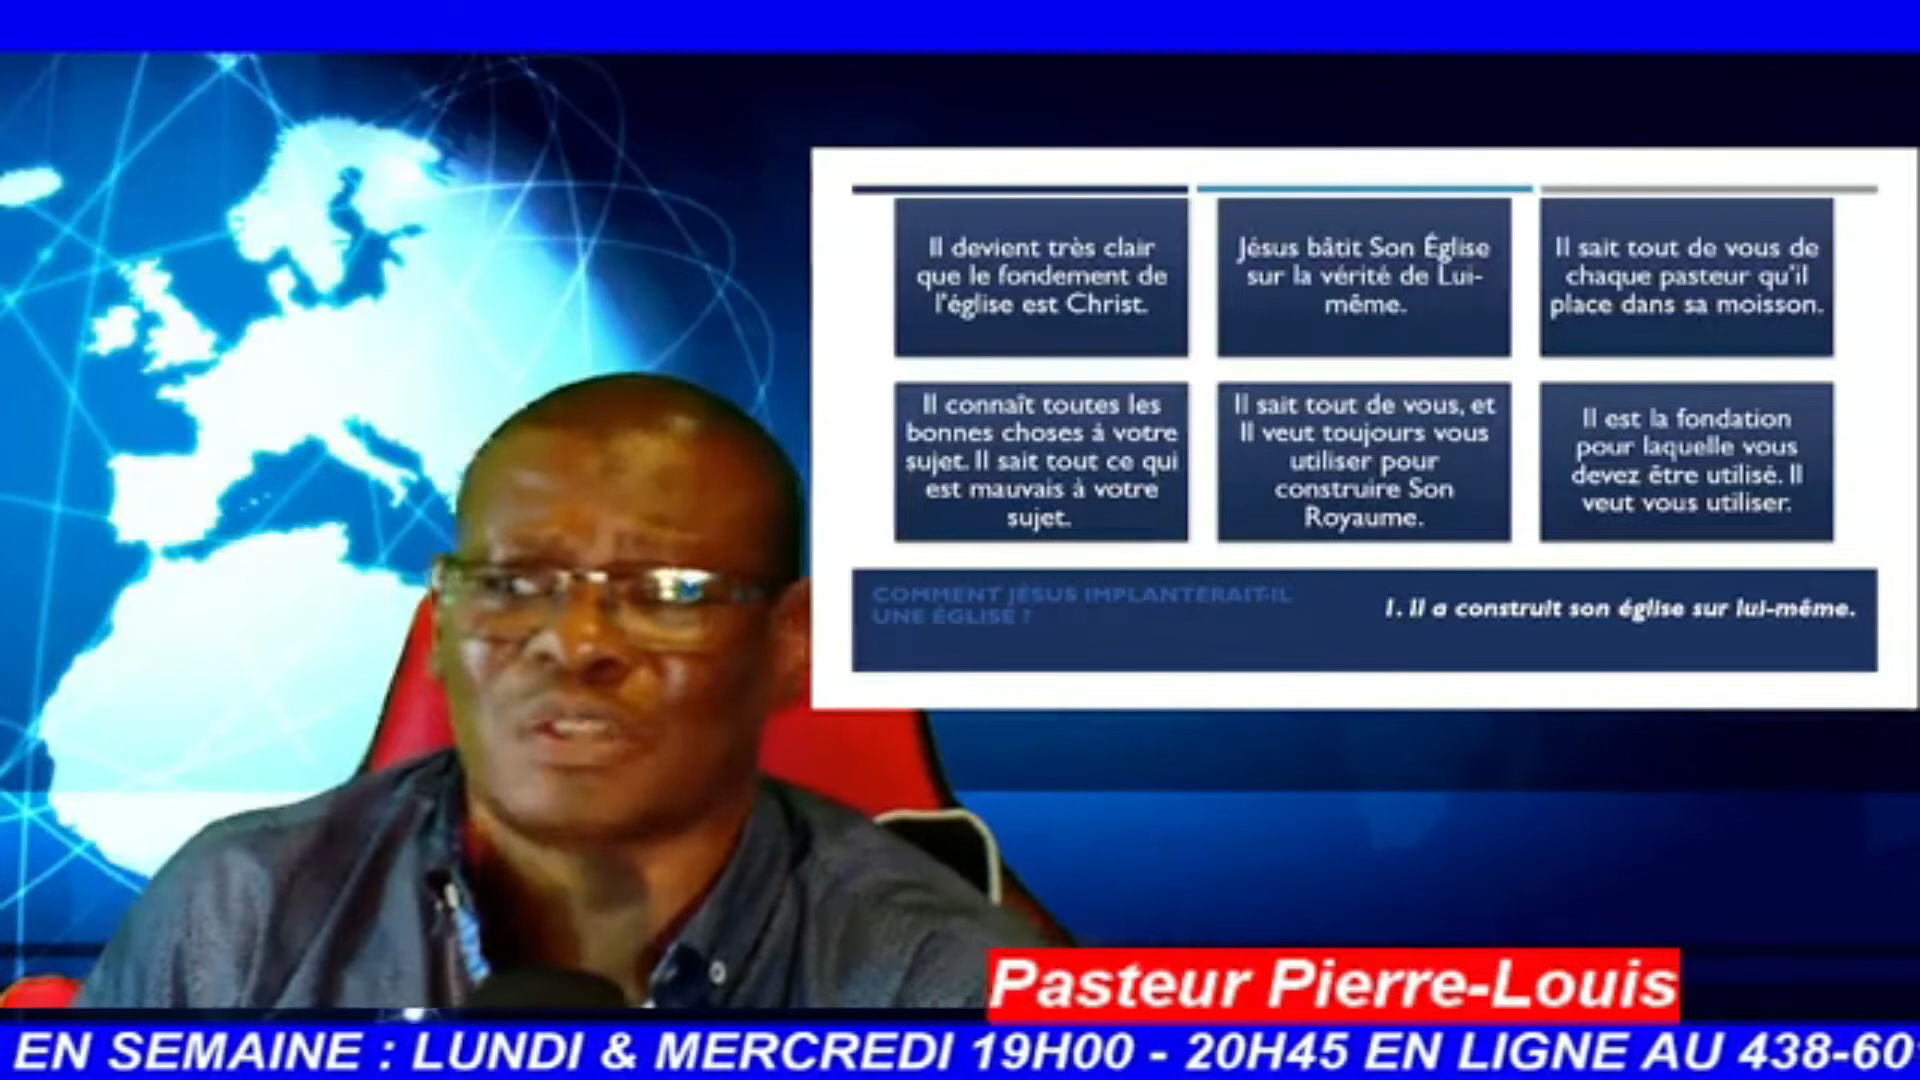 Il devient très clair
que le fondement de
l'église est Christ.
Jésus bâtit Son Église
sur la vérité de Lui-
même.
Il sait tout de vous de
chaque pasteur qu'il
place dans sa moisson.
Il connaît toutes les
bonnes choses à votre
sujet. Il sait tout ce qui
est mauvais à votre
sujet.
Il sait tout de vous, et
Il veut toujours vous
utiliser pour
construire Son
Royaume.
Il est la fondation
pour laquelle vous
devez être utilisé. Il
veut vous utiliser.
COMMENT JÉSUS IMPLANTERAIT-IL
UNE ÉGLISE ?
1. Il a construit son église sur lui-même.
Pasteur Pierre-Louis
EN SEMAINE : LUNDI & MERCREDI 19H00 - 20H45 EN LIGNE AU 438-60